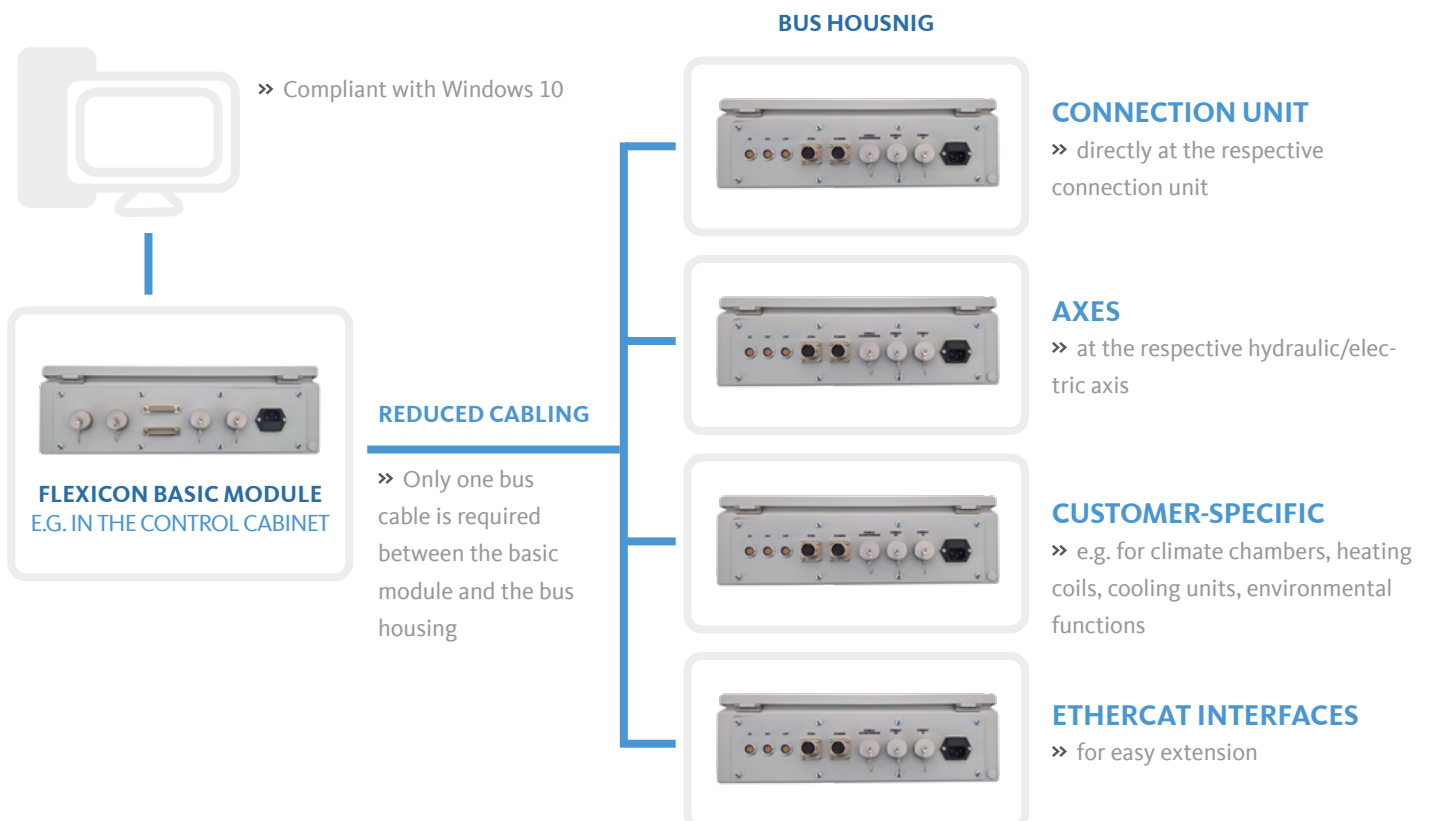 BUS HOUSNIG
>> Compliant with Windows 10
FLEXICON BASIC MODULE
E.G. IN THE CONTROL CABINET
REDUCED CABLING
>> Only one bus
cable is required
between the basic
module and the bus
housing
CONNECTION UNIT
>> directly at the respective
connection unit
AXES
>> at the respective hydraulic/elec-
tric axis
CUSTOMER-SPECIFIC
>> e.g. for climate chambers, heating
coils, cooling units, environmental
functions
ETHERCAT INTERFACES
>> for easy extension